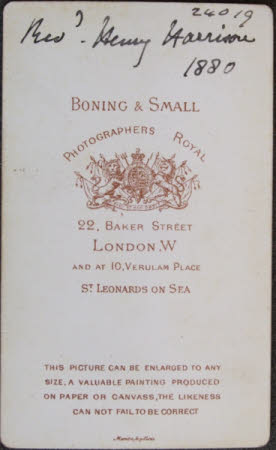 24019
Revd. Henry Harrison
1880
BONING & SMALL
PHOTOGRAPHERS ROYAL
22, BAKER STREET
LONDON, W
AND AT 10, VERULAM PLACE
ST LEONARDS ON SEA
THIS PICTURE CAN BE ENLARGED TO ANY
SIZE, A VALUABLE PAINTING PRODUCED
ON PAPER OR CANVASS, THE LIKENESS
CAN NOT FAIL TO BE CORRECT